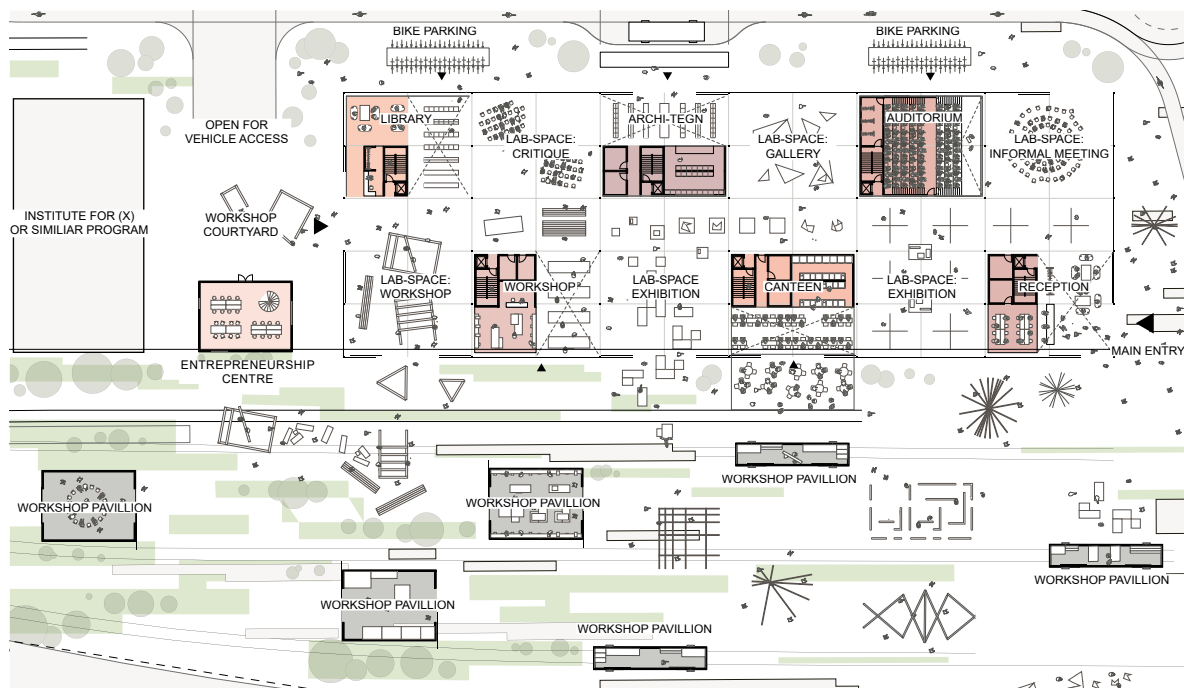 BIKE PARKING
BIKE PARKING
LIBRARY
ARCHI-TEGN
AUDITORIUM
OPEN FOR
VEHICLE ACCESS
LAB-SPACE:
CRITIQUE
LAB-SPACE:
GALLERY
LAB-SPACE:
INFORMAL MEETING
INSTITUTE FOR (X)
OR SIMILIAR PROGRAM
WORKSHOP
COURTYARD
LAB-SPACE:
WORKSHOP
WORKSHOP
LAB-SPACE
EXHIBITION
CANTEEN
LAB-SPACE:
EXHIBITION
RECEPTION
MAIN ENTRY
ENTREPRENEURSHIP
CENTRE
WORKSHOP PAVILLION
WORKSHOP PAVILLION
WORKSHOP PAVILLION
WORKSHOP PAVILLION
WORKSHOP PAVILLION
WORKSHOP PAVILLION